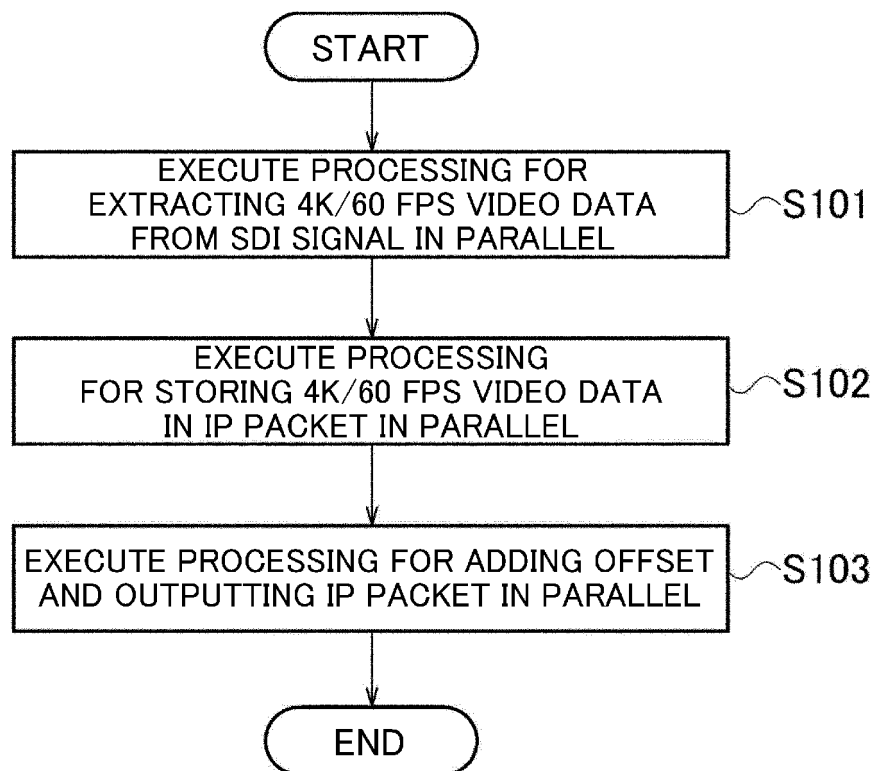 START
EXECUTE PROCESSING FOR
EXTRACTING 4K/60 FPS VIDEO DATA
FROM SDI SIGNAL IN PARALLEL
S101
EXECUTE PROCESSING
FOR STORING 4K/60 FPS VIDEO DATA
IN IP PACKET IN PARALLEL
S102
EXECUTE PROCESSING FOR ADDING OFFSET
AND OUTPUTTING IP PACKET IN PARALLEL
S103
END